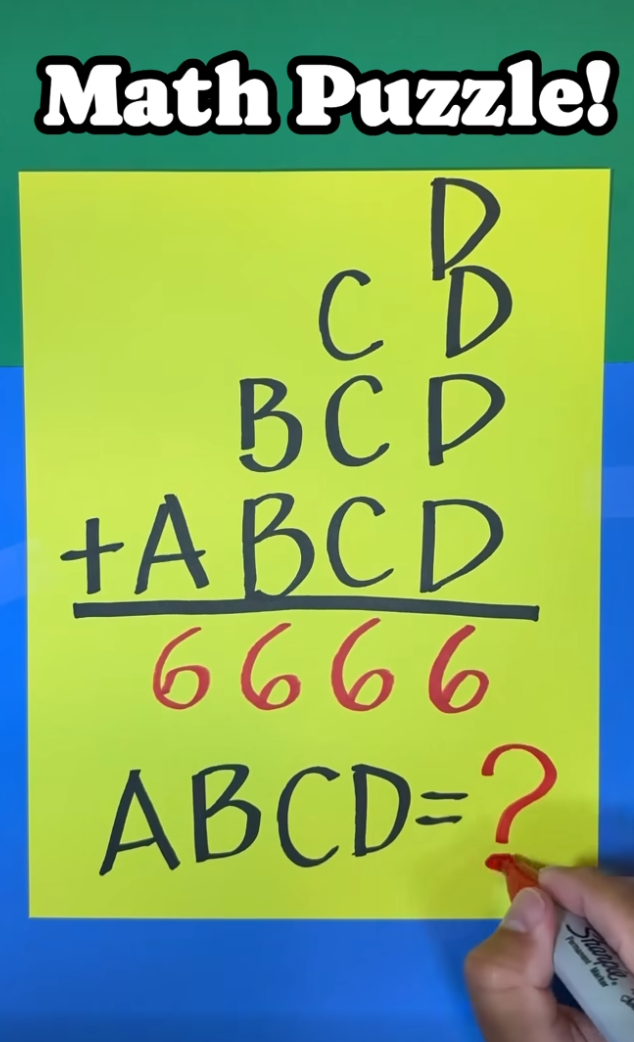 Math Puzzle!
D
C D
B C D
+ A B C D
6 6 6 6
ABCD=?
Sharpie
Permanent Marker